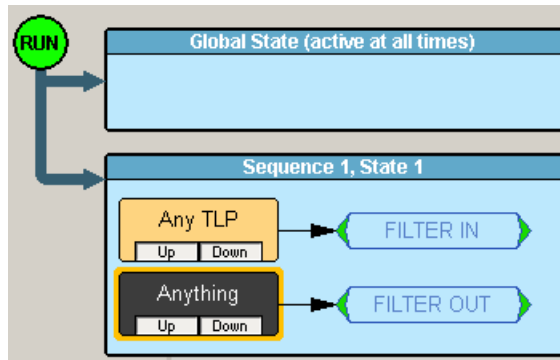 RUN
Global State (active at all times)
Sequence 1, State 1
Any TLP
Up Down
FILTER IN
Anything
Up Down
FILTER OUT